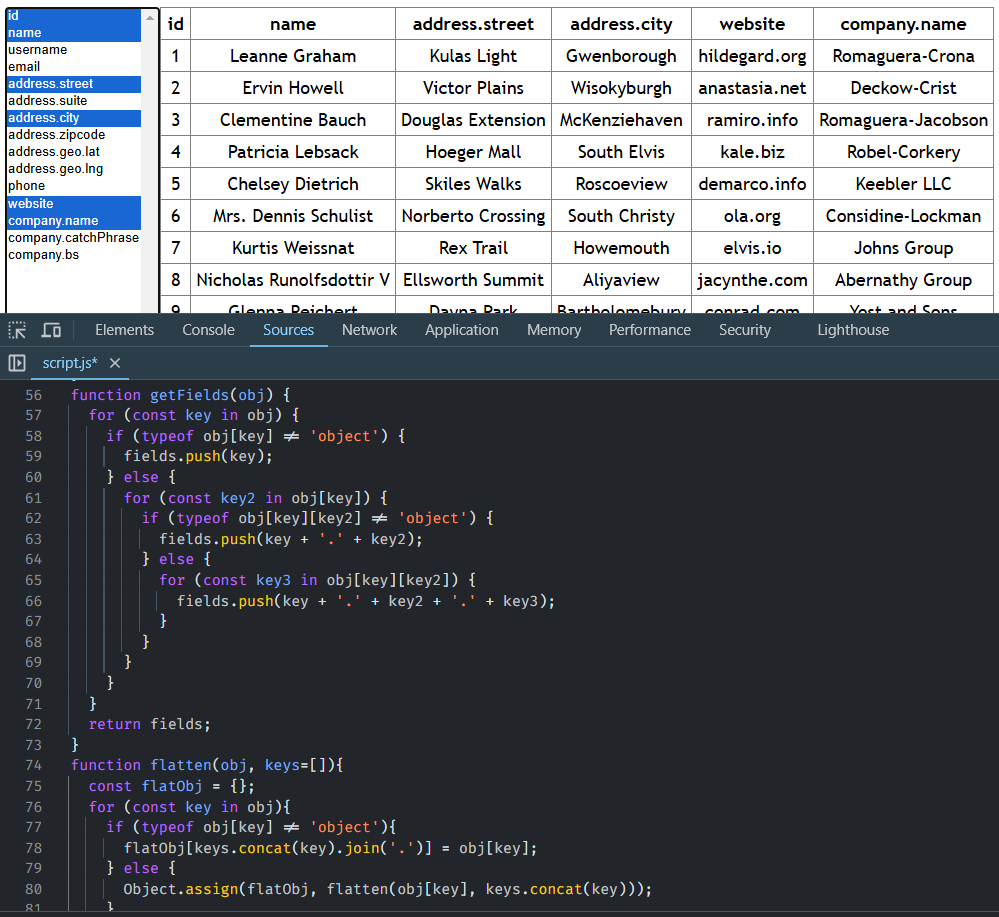 id
name
username
email
address.street
address.suite
address.city
address.zipcode
address.geo.lat
address.geo.lng
phone
website
company.name
company.catchPhrase
company.bs
id name address.street address.city website company.name
1 Leanne Graham Kulas Light Gwenborough hildegard.org Romaguera-Crona
2 Ervin Howell Victor Plains Wisokyburgh anastasia.net Deckow-Crist
3 Clementine Bauch Douglas Extension McKenziehaven ramiro.info Romaguera-Jacobson
4 Patricia Lebsack Hoeger Mall South Elvis kale.biz Robel-Corkery
5 Chelsey Dietrich Skiles Walks Roscoeview demarco.info Keebler LLC
6 Mrs. Dennis Schulist Norberto Crossing South Christy ola.org Considine-Lockman
7 Kurtis Weissnat Rex Trail Howemouth elvis.io Johns Group
8 Nicholas Runolfsdottir V Ellsworth Summit Aliyaview jacynthe.com Abernathy Group
9 Glenna Reichert Dayna Park Bartholomebury conrad.com Yost and Sons
Elements Console Sources Network Application Memory Performance Security Lighthouse
script.js*
56 function getFields(obj) {
57 for (const key in obj) {
58 if (typeof obj[key] != 'object') {
59 fields.push(key);
60 } else {
61 for (const key2 in obj[key]) {
62 if (typeof obj[key][key2] != 'object') {
63 fields.push(key + '.' + key2);
64 } else {
65 for (const key3 in obj[key][key2]) {
66 fields.push(key + '.' + key2 + '.' + key3);
67 }
68 }
69 }
70 }
71 }
72 return fields;
73 }
74 function flatten(obj, keys=[]){
75 const flatObj = {};
76 for (const key in obj){
77 if (typeof obj[key] != 'object'){
78 flatObj[keys.concat(key).join('.')] = obj[key];
79 } else {
80 Object.assign(flatObj, flatten(obj[key], keys.concat(key)));
81 }